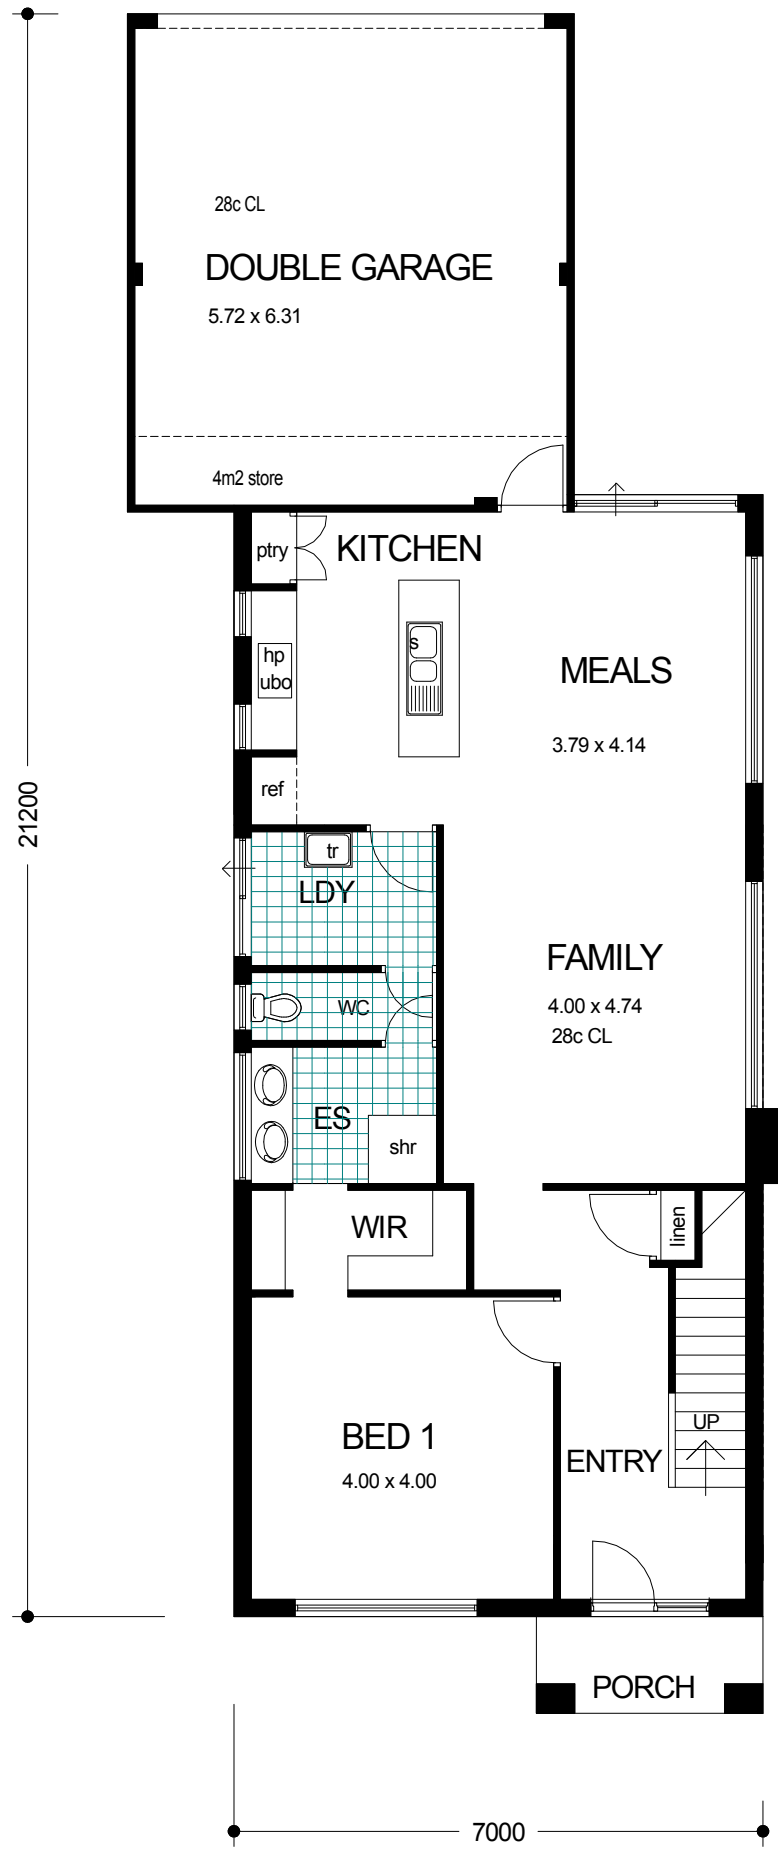 28c CL
DOUBLE GARAGE
5.72 x 6.31
4m2 store
ptry
KITCHEN
s
hp
ubo
MEALS
3.79 x 4.14
ref
21200
tr
LDY
FAMILY
4.00 x 4.74
28c CL
WC
ES
shr
WIR
linen
BED 1
4.00 x 4.00
UP
ENTRY
PORCH
7000